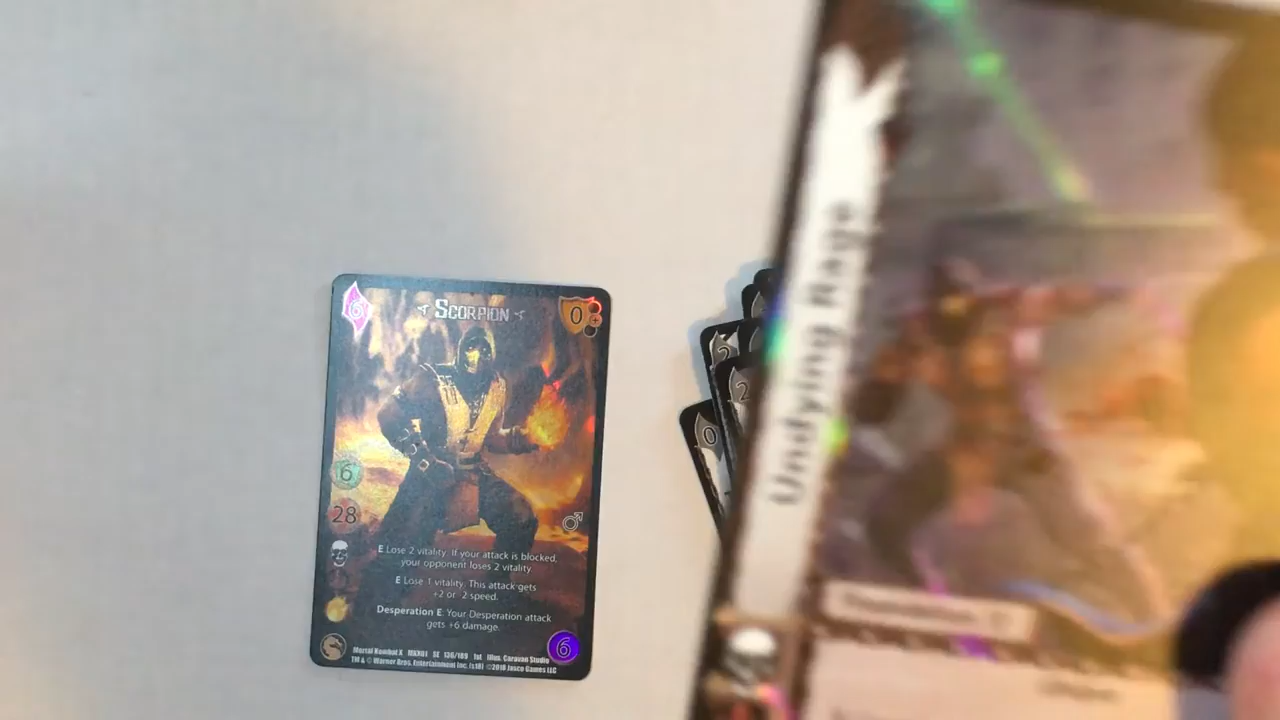 6
Scorpion
0
+
6
28
E Lose 2 vitality. If your attack is blocked,
your opponent loses 2 vitality.
E Lose 1 vitality. This attack gets
+2 or -2 speed.
Desperation E: Your Desperation attack
gets +6 damage.
6
Mortal Kombat X MKX01 SE 136/189 1st Illus. Caravan Studio
TM & © Warner Bros. Entertainment Inc. (s18) ©2018 Jasco Games LLC
2
2
0
Undying Rage